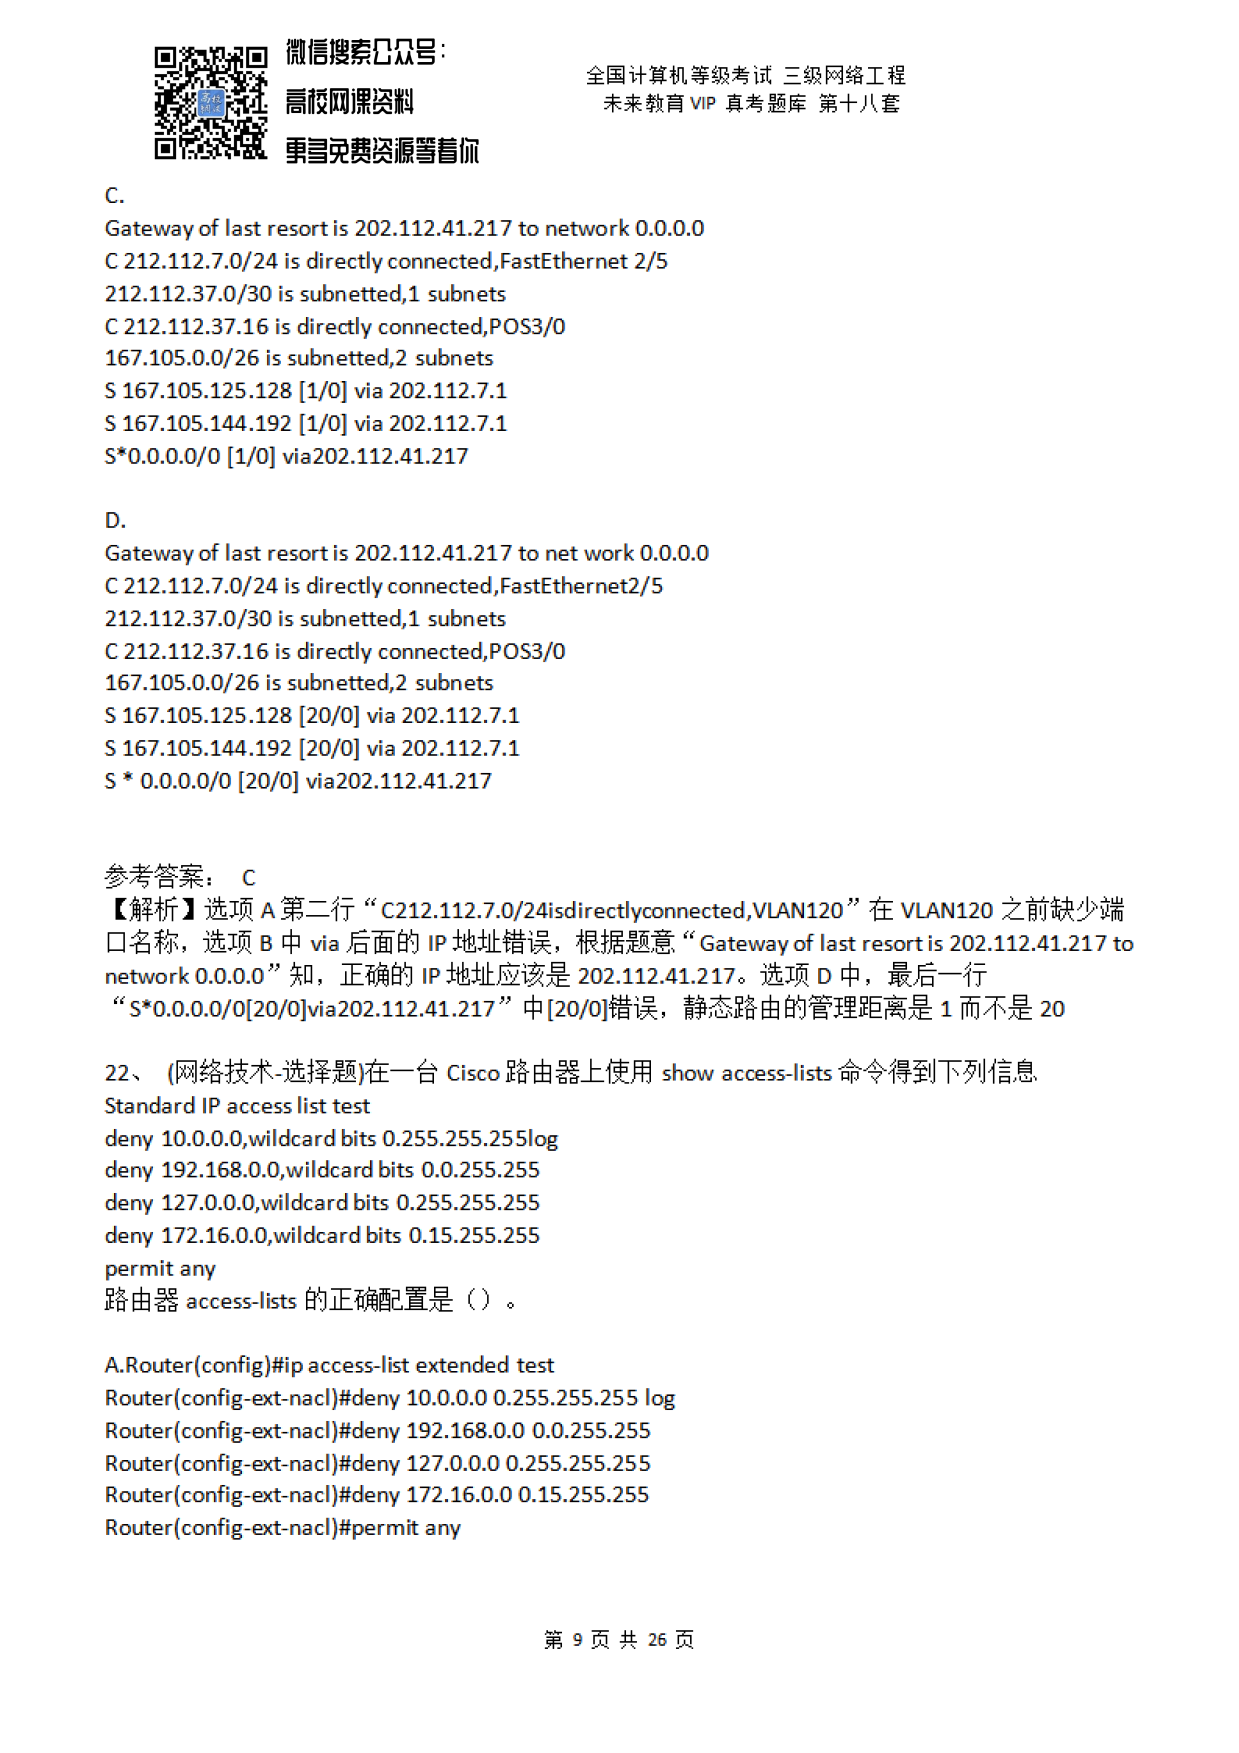 微信搜索公众号：
高校网课资料
更多免费资源等着你
高校
网课
全国计算机等级考试 三级网络工程
未来教育 VIP 真考题库 第十八套
C.
Gateway of last resort is 202.112.41.217 to network 0.0.0.0
C 212.112.7.0/24 is directly connected,FastEthernet 2/5
212.112.37.0/30 is subnetted,1 subnets
C 212.112.37.16 is directly connected,POS3/0
167.105.0.0/26 is subnetted,2 subnets
S 167.105.125.128 [1/0] via 202.112.7.1
S 167.105.144.192 [1/0] via 202.112.7.1
S*0.0.0.0/0 [1/0] via202.112.41.217
D.
Gateway of last resort is 202.112.41.217 to net work 0.0.0.0
C 212.112.7.0/24 is directly connected,FastEthernet2/5
212.112.37.0/30 is subnetted,1 subnets
C 212.112.37.16 is directly connected,POS3/0
167.105.0.0/26 is subnetted,2 subnets
S 167.105.125.128 [20/0] via 202.112.7.1
S 167.105.144.192 [20/0] via 202.112.7.1
S * 0.0.0.0/0 [20/0] via202.112.41.217
参考答案： C
【解析】选项 A 第二行“C212.112.7.0/24isdirectlyconnected,VLAN120”在 VLAN120 之前缺少端
口名称，选项 B 中 via 后面的 IP 地址错误，根据题意“Gateway of last resort is 202.112.41.217 to
network 0.0.0.0”知，正确的 IP 地址应该是 202.112.41.217。选项 D 中，最后一行
“S*0.0.0.0/0[20/0]via202.112.41.217”中[20/0]错误，静态路由的管理距离是 1 而不是 20
22、 (网络技术-选择题)在一台 Cisco 路由器上使用 show access-lists 命令得到下列信息
Standard IP access list test
deny 10.0.0.0,wildcard bits 0.255.255.255log
deny 192.168.0.0,wildcard bits 0.0.255.255
deny 127.0.0.0,wildcard bits 0.255.255.255
deny 172.16.0.0,wildcard bits 0.15.255.255
permit any
路由器 access-lists 的正确配置是（）。
A.Router(config)#ip access-list extended test
Router(config-ext-nacl)#deny 10.0.0.0 0.255.255.255 log
Router(config-ext-nacl)#deny 192.168.0.0 0.0.255.255
Router(config-ext-nacl)#deny 127.0.0.0 0.255.255.255
Router(config-ext-nacl)#deny 172.16.0.0 0.15.255.255
Router(config-ext-nacl)#permit any
第 9 页 共 26 页